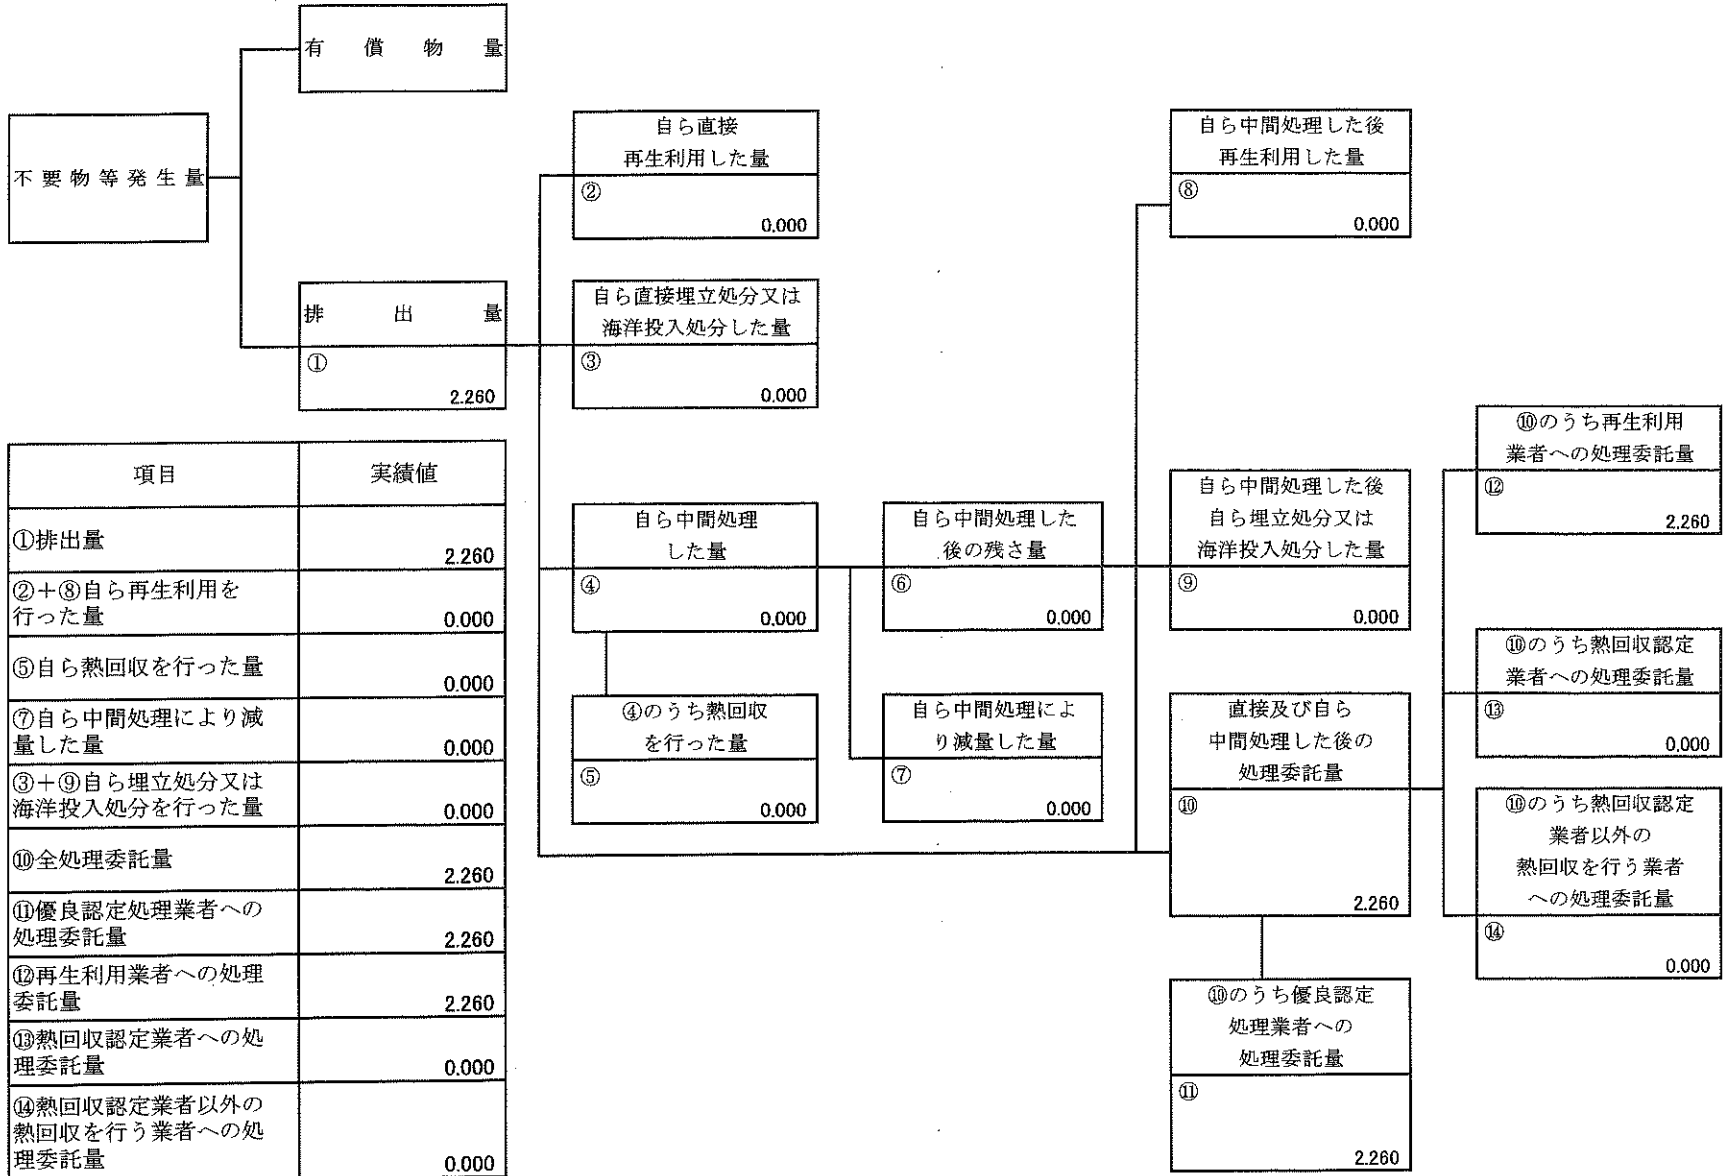 有償物量
不要物等発生量
自ら直接
再生利用した量
②
0.000
自ら中間処理した後
再生利用した量
⑧
0.000
排出量
①
2.260
自ら直接埋立処分又は
海洋投入処分した量
③
0.000
項目 実績値
①排出量 2.260
②+⑧自ら再生利用を
行った量 0.000
⑤自ら熱回収を行った量 0.000
⑦自ら中間処理により減
量した量 0.000
③+⑨自ら埋立処分又は
海洋投入処分を行った量 0.000
⑩全処理委託量 2.260
⑪優良認定処理業者への
処理委託量 2.260
⑫再生利用業者への処理
委託量 2.260
⑬熱回収認定業者への処
理委託量 0.000
⑭熱回収認定業者以外の
熱回収を行う業者への処
理委託量 0.000
自ら中間処理
した量
④
0.000
④のうち熱回収
を行った量
⑤
0.000
自ら中間処理した
後の残さ量
⑥
0.000
自ら中間処理によ
り減量した量
⑦
0.000
自ら中間処理した後
自ら埋立処分又は
海洋投入処分した量
⑨
0.000
直接及び自ら
中間処理した後の
処理委託量
⑩
2.260
⑩のうち優良認定
処理業者への
処理委託量
⑪
2.260
⑩のうち再生利用
業者への処理委託量
⑫
2.260
⑩のうち熱回収認定
業者への処理委託量
⑬
0.000
⑩のうち熱回収認定
業者以外の
熱回収を行う業者
への処理委託量
⑭
0.000